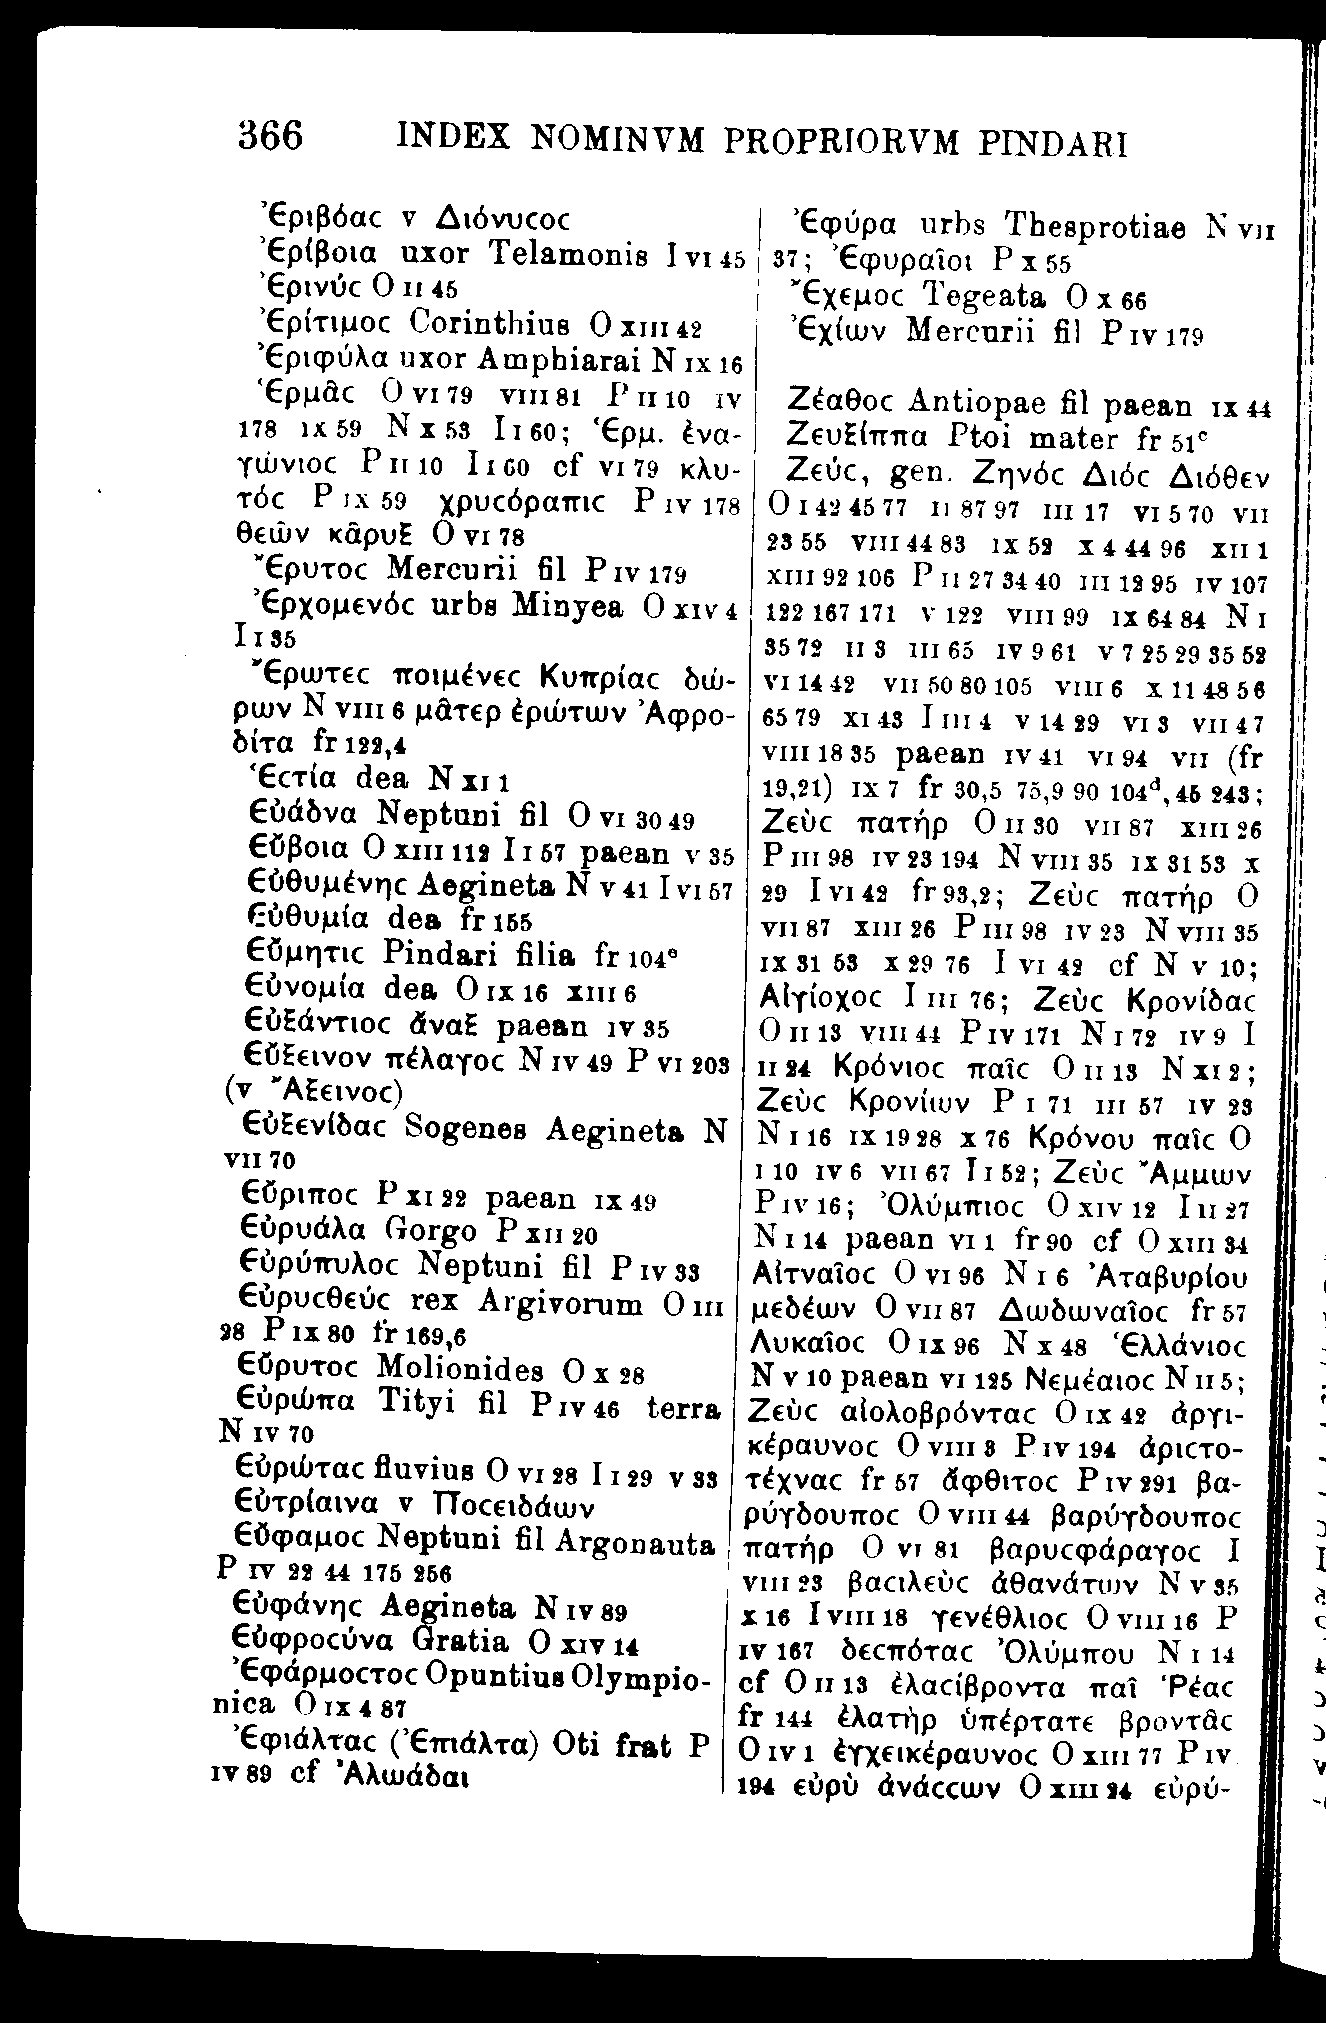 366 INDEX NOMINVM PROPRIORVM PINDARI
Ἐριβόας v Διόνυσος
Ἐρίβοια uxor Telamonis I VI 45
Ἐρινύς O II 45
Ἐρίτιμος Corinthius O XIII 42
Ἐριφύλα uxor Amphiarai N IX 16
Ἑρμᾶς O VI 79 VIII 81 P II 10 IV
178 IX 59 N X 53 I I 60; Ἑρμ. ἐνα-
γώνιος P II 10 I I 60 cf VI 79 κλυ-
τός P IX 59 χρυσόραπις P IV 178
θεῶν κᾶρυξ O VI 78
Ἔρυτος Mercurii fil P IV 179
Ἐρχομενός urbs Minyea O XIV 4
I I 35
Ἔρωτες ποιμένες Κυπρίας δώ-
ρων N VIII 6 μᾶτερ ἐρώτων Ἀφρο-
δίτα fr 122,4
Ἑστία dea N XI 1
Εὐάδνα Neptuni fil O VI 30 49
Εὔβοια O XIII 112 I I 57 paean V 35
Εὐθυμένης Aegineta N V 41 I VI 57
Εὐθυμία dea fr 155
Εὔμητις Pindari filia fr 104e
Εὐνομία dea O IX 16 XIII 6
Εὐξάντιος ἄναξ paean IV 35
Εὔξεινον πέλαγος N IV 49 P VI 203
(v Ἄξεινος)
Εὐξενίδας Sogenes Aegineta N
VII 70
Εὔριπος P XI 22 paean IX 49
Εὐρυάλα Gorgo P XII 20
Εὐρύπυλος Neptuni fil P IV 33
Εὐρυσθεύς rex Argivorum O III
28 P IX 80 fr 169,6
Εὔρυτος Molionides O X 28
Εὐρώπα Tityi fil P IV 46 terra
N IV 70
Εὐρώτας fluvius O VI 28 I I 29 V 33
Εὐτρίαινα v Ποσειδάων
Εὔφαμος Neptuni fil Argonauta
P IV 22 44 175 256
Εὐφάνης Aegineta N IV 89
Εὐφροσύνα Gratia O XIV 14
Ἐφάρμοστος Opuntius Olympio-
nica O IX 4 87
Ἐφιάλτας (Ἐπιάλτα) Oti frat P
IV 89 cf Ἀλωάδαι
Ἐφύρα urbs Thesprotiae N VII
37; Ἐφυραῖοι P X 55
Ἔχεμος Tegeata O X 66
Ἐχίων Mercurii fil P IV 179
Ζέαθος Antiopae fil paean IX 44
Ζευξίππα Ptoi mater fr 51c
Ζεύς, gen. Ζηνός Διός Διόθεν
O I 42 45 77 II 87 97 III 17 VI 5 70 VII
23 55 VIII 44 83 IX 52 X 4 44 96 XII 1
XIII 92 106 P II 27 34 40 III 12 95 IV 107
122 167 171 V 122 VIII 99 IX 64 84 N I
35 72 II 3 III 65 IV 9 61 V 7 25 29 35 52
VI 14 42 VII 50 80 105 VIII 6 X 11 48 56
65 79 XI 43 I III 4 V 14 29 VI 3 VII 47
VIII 18 35 paean IV 41 VI 94 VII (fr
19,21) IX 7 fr 30,5 75,9 90 104d,45 243;
Ζεὺς πατήρ O II 30 VII 87 XIII 26
P III 98 IV 23 194 N VIII 35 IX 31 53 X
29 I VI 42 fr 93,2; Ζεὺς πατήρ O
VII 87 XIII 26 P III 98 IV 23 N VIII 35
IX 31 53 X 29 76 I VI 42 cf N V 10;
Αἰγίοχος I III 76; Ζεὺς Κρονίδας
O II 13 VIII 44 P IV 171 N I 72 IV 9 I
II 24 Κρόνιος παῖς O II 13 N XI 2;
Ζεὺς Κρονίων P I 71 III 57 IV 23
N I 16 IX 19 28 X 76 Κρόνου παῖς O
I 10 IV 6 VII 67 I I 52; Ζεὺς Ἄμμων
P IV 16; Ὀλύμπιος O XIV 12 I II 27
N I 14 paean VI 1 fr 90 cf O XIII 34
Αἰτναῖος O VI 96 N I 6 Ἀταβυρίου
μεδέων O VII 87 Δωδωναῖος fr 57
Λυκαῖος O IX 96 N X 48 Ἑλλάνιος
N V 10 paean VI 125 Νεμέαιος N II 5;
Ζεὺς αἰολοβρόντας O IX 42 ἀργι-
κέραυνος O VIII 3 P IV 194 ἀριστο-
τέχνας fr 57 ἄφθιτος P IV 291 βα-
ρύγδουπος O VIII 44 βαρύγδουπος
πατήρ O VI 81 βαρυσφάραγος I
VIII 23 βασιλεὺς ἀθανάτων N V 35
X 16 I VIII 18 γενέθλιος O VIII 16 P
IV 167 δεσπότας Ὀλύμπου N I 14
cf O II 13 ἐλασίβροντα παῖ Ῥέας
fr 144 ἐλατὴρ ὑπέρτατε βροντᾶς
O IV 1 ἐγχεικέραυνος O XIII 77 P IV
194 εὐρὺ ἀνάσσων O XIII 24 εὐρύ-